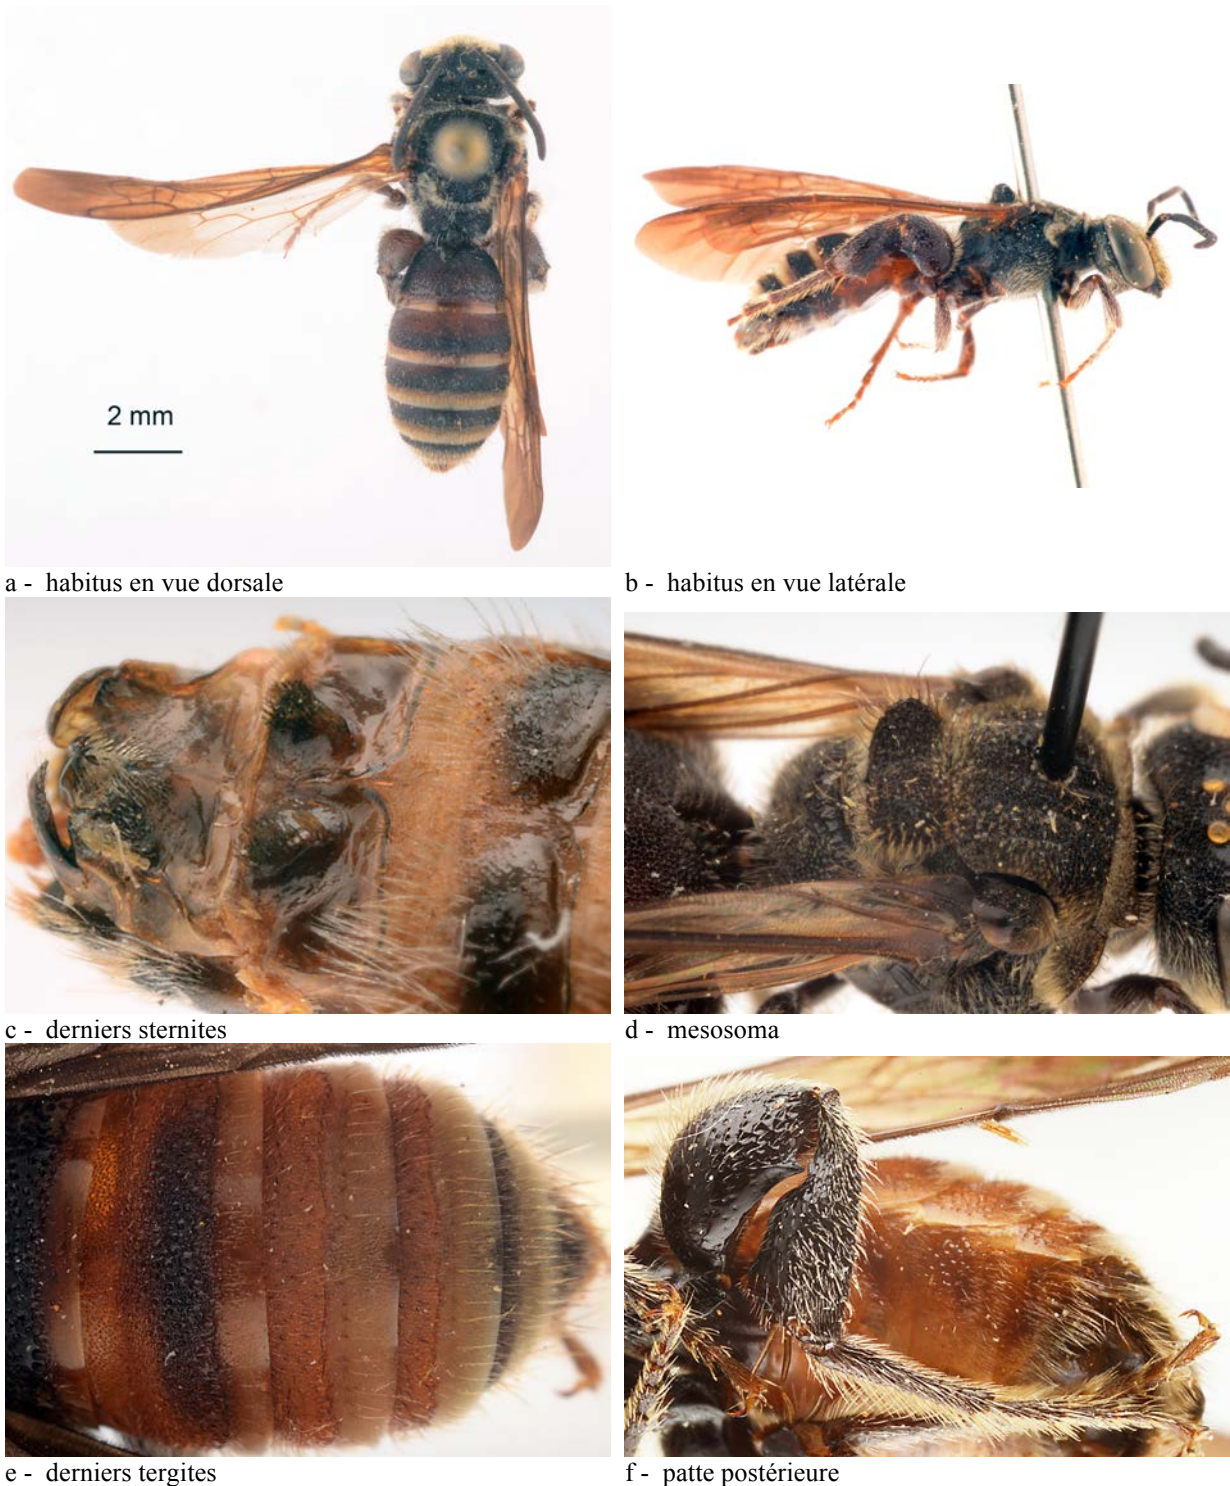 2 mm
a - habitus en vue dorsale
b - habitus en vue latérale
c - derniers sternites
d - mesosoma
e - derniers tergites
f - patte postérieure